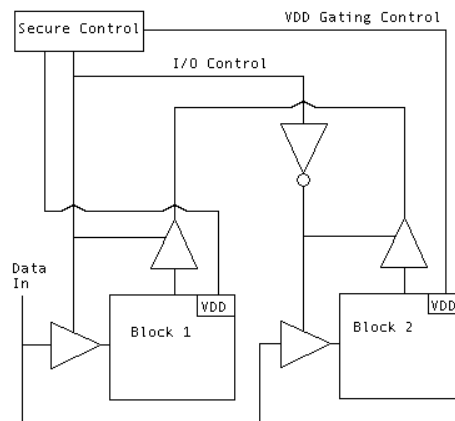 VDD Gating Control
Secure Control
I/O Control
Data
In
VDD
Block 1
VDD
Block 2